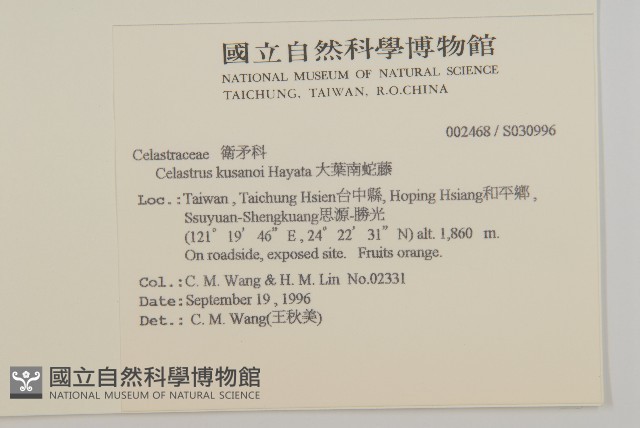 國立自然科學博物館
NATIONAL MUSEUM OF NATURAL SCIENCE
TAICHUNG, TAIWAN, R.O.CHINA
002468 / S030996
Celastraceae 衛矛科
Celastrus kusanoi Hayata 大葉南蛇藤
Loc.:Taiwan , Taichung Hsien台中縣, Hoping Hsiang和平鄉 ,
Ssuyuan-Shengkuang思源-勝光
(121° 19′ 46″ E , 24° 22′ 31″ N) alt. 1,860 m.
On roadside, exposed site. Fruits orange.
Col.:C. M. Wang & H. M. Lin No.02331
Date:September 19 , 1996
Det.: C. M. Wang(王秋美)
國立自然科學博物館
NATIONAL MUSEUM OF NATURAL SCIENCE